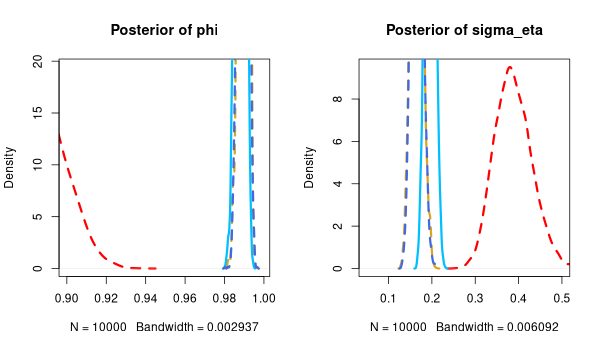 Posterior of phi
Density
0
5
10
15
20
0.90 0.92 0.94 0.96 0.98 1.00
N = 10000 Bandwidth = 0.002937
Posterior of sigma_eta
Density
0
2
4
6
8
0.1 0.2 0.3 0.4 0.5
N = 10000 Bandwidth = 0.006092